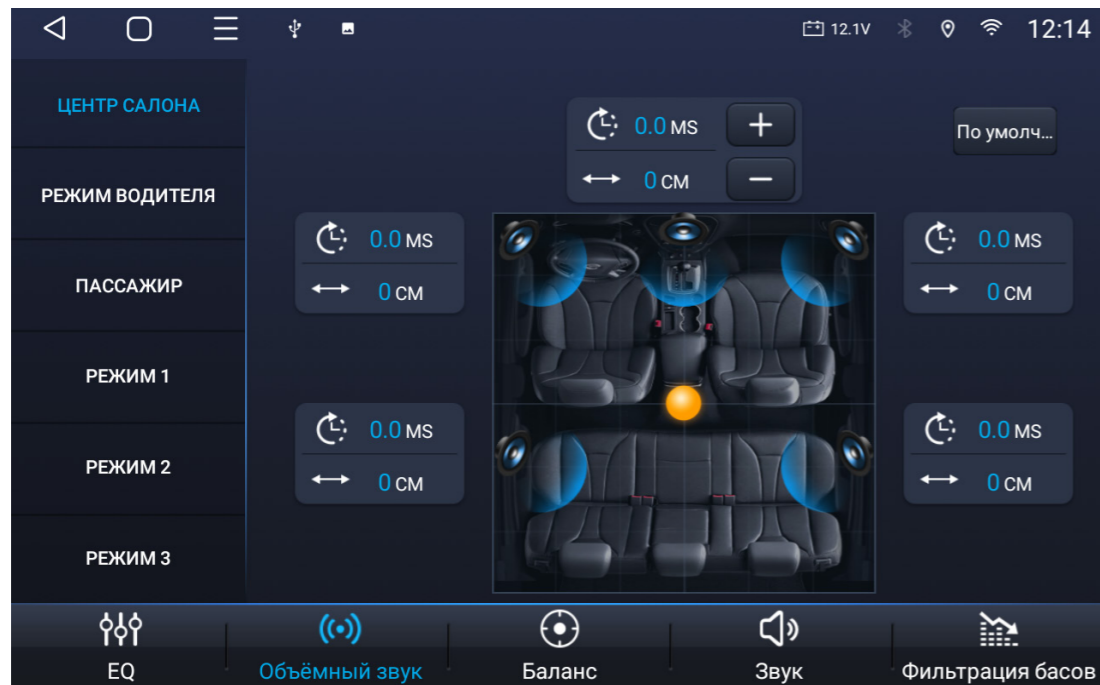 12.1V
12:14
ЦЕНТР САЛОНА
РЕЖИМ ВОДИТЕЛЯ
ПАССАЖИР
РЕЖИМ 1
РЕЖИМ 2
РЕЖИМ 3
0.0 MS
0 CM
По умолч...
0.0 MS
0 CM
0.0 MS
0 CM
0.0 MS
0 CM
0.0 MS
0 CM
EQ
Объёмный звук
Баланс
Звук
Фильтрация басов